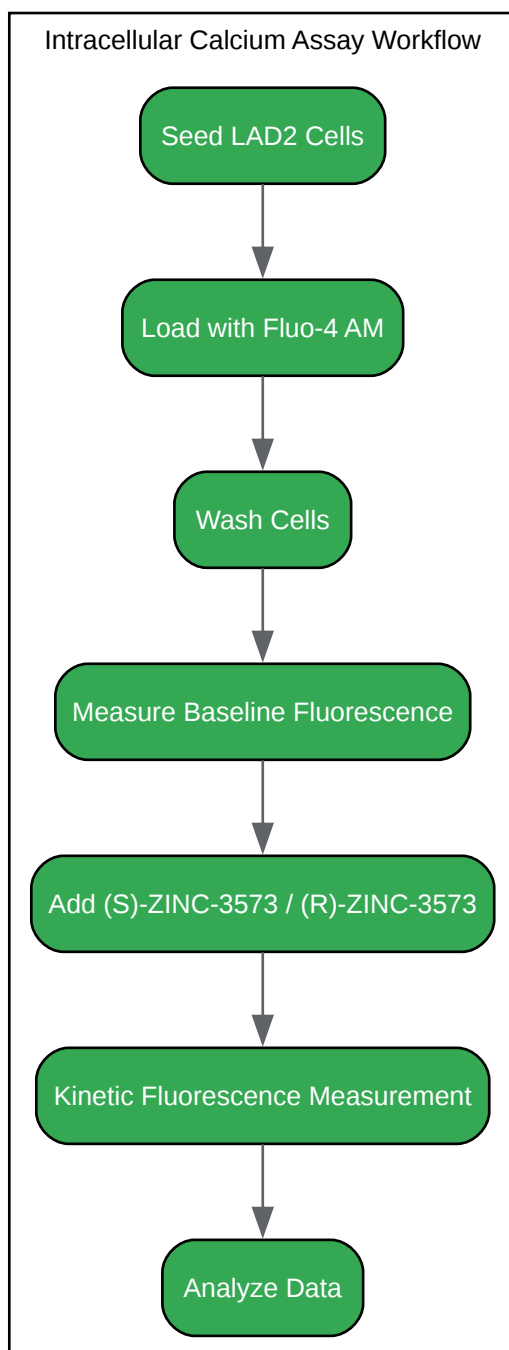 Intracellular Calcium Assay Workflow
Seed LAD2 Cells
Load with Fluo-4 AM
Wash Cells
Measure Baseline Fluorescence
Add (S)-ZINC-3573 / (R)-ZINC-3573
Kinetic Fluorescence Measurement
Analyze Data